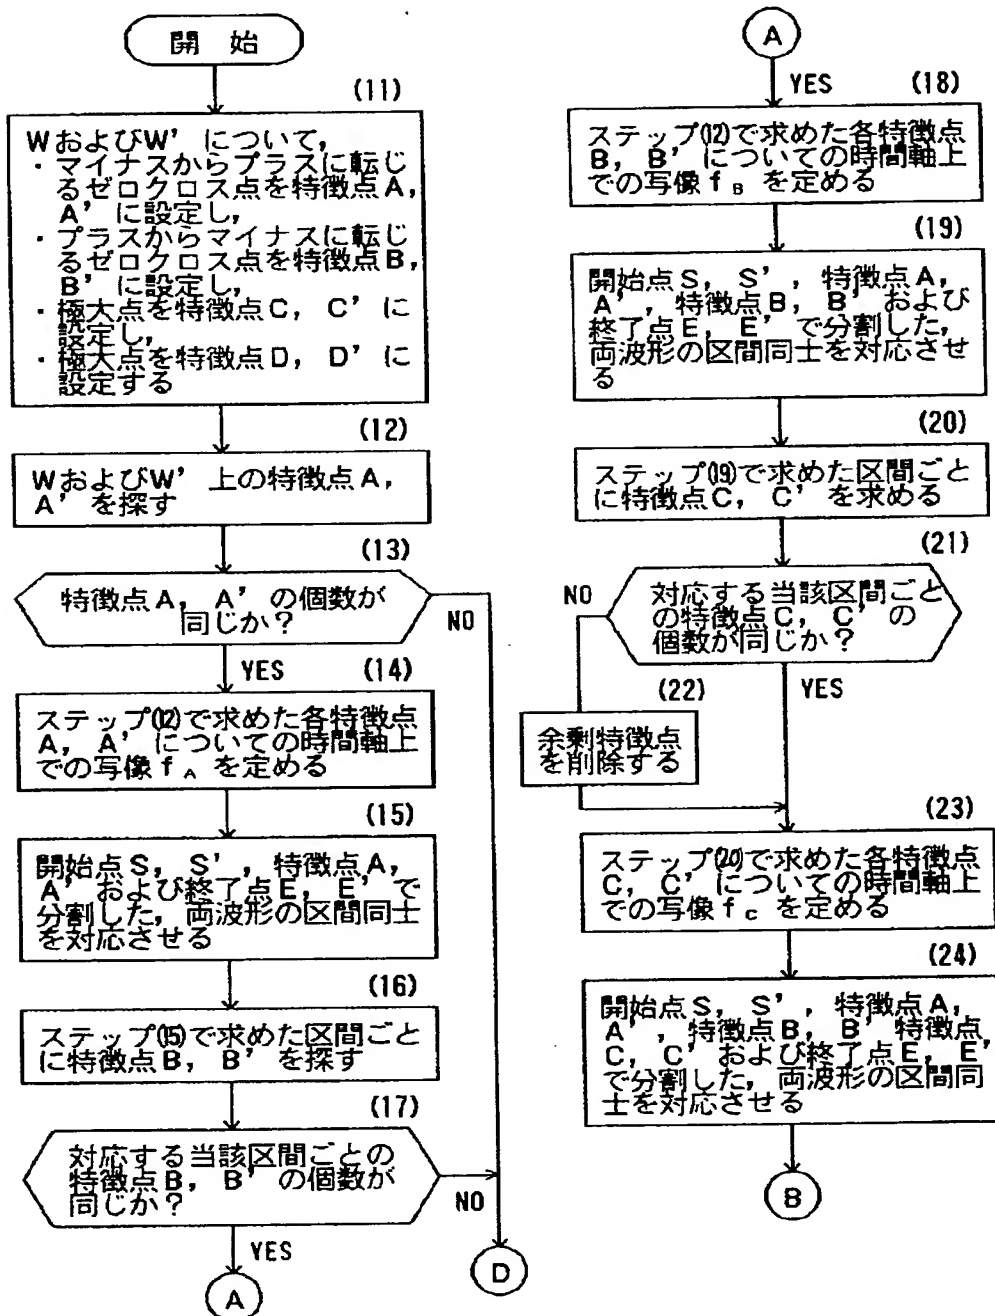 開 始
(11)
WおよびW' について,
・マイナスからプラスに転じ
るゼロクロス点を特徴点A,
A' に設定し,
・プラスからマイナスに転じ
るゼロクロス点を特徴点B,
B' に設定し,
・極大点を特徴点C, C' に
設定し,
・極大点を特徴点D, D' に
設定する
(12)
WおよびW' 上の特徴点A,
A' を探す
(13)
特徴点A, A' の個数が
同じか?
NO
YES
(14)
ステップ(12)で求めた各特徴点
A, A' についての時間軸上
での写像 f A を定める
(15)
開始点S, S' , 特徴点A,
A' および終了点E, E' で
分割した, 両波形の区間同士
を対応させる
(16)
ステップ(15)で求めた区間ごと
に特徴点B, B' を探す
(17)
対応する当該区間ごとの
特徴点B, B' の個数が
同じか?
NO
YES
A
D
A
YES
(18)
ステップ(12)で求めた各特徴点
B, B' についての時間軸上
での写像 f B を定める
(19)
開始点S, S' , 特徴点A,
A' , 特徴点B, B' および
終了点E, E' で分割した,
両波形の区間同士を対応させ
る
(20)
ステップ(19)で求めた区間ごと
に特徴点C, C' を求める
(21)
対応する当該区間ごと
の特徴点C, C' の
個数が同じか?
NO
YES
(22)
余剰特徴点
を削除する
(23)
ステップ(20)で求めた各特徴点
C, C' についての時間軸上
での写像 f C を定める
(24)
開始点S, S' , 特徴点A,
A' , 特徴点B, B' 特徴点
C, C' および終了点E, E'
で分割した, 両波形の区間同
士を対応させる
B